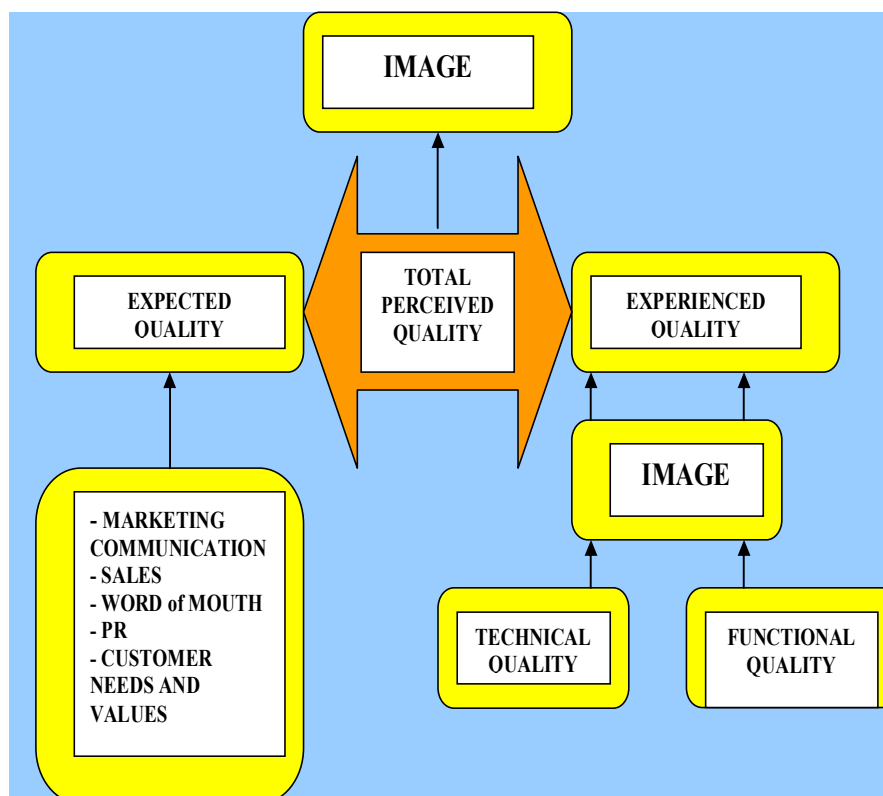 IMAGE
TOTAL
PERCEIVED
QUALITY
EXPECTED
QUALITY
EXPERIENCED
QUALITY
IMAGE
- MARKETING
COMMUNICATION
- SALES
- WORD of MOUTH
- PR
- CUSTOMER
NEEDS AND
VALUES
TECHNICAL
QUALITY
FUNCTIONAL
QUALITY